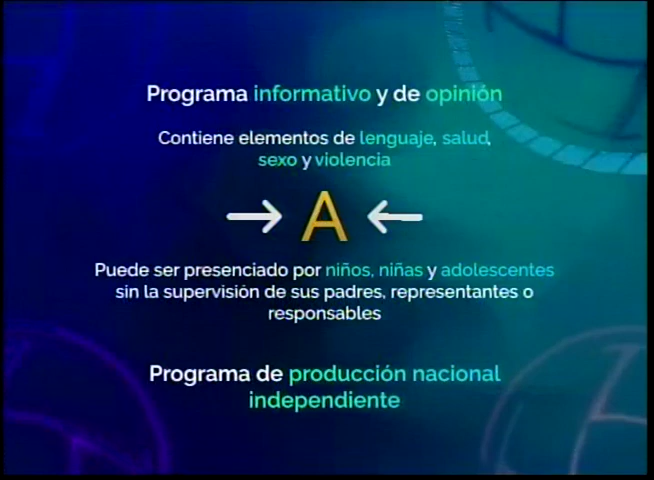 Programa informativo y de opinión
Contiene elementos de lenguaje, salud,
sexo y violencia
A
Puede ser presenciado por niños, niñas y adolescentes
sin la supervisión de sus padres, representantes o
responsables
Programa de producción nacional
independiente